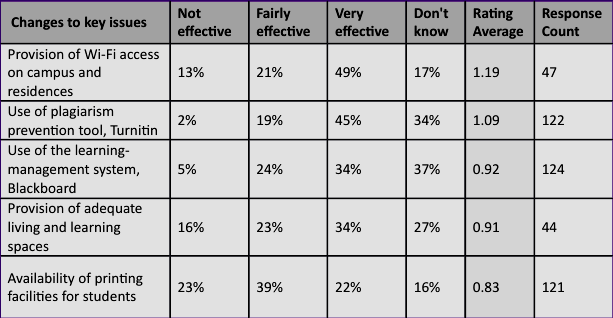 Changes to key issues Not effective Fairly effective Very effective Don't know Rating Average Response Count
Provision of Wi-Fi access
on campus and
residences 13% 21% 49% 17% 1.19 47
Use of plagiarism
prevention tool, Turnitin 2% 19% 45% 34% 1.09 122
Use of the learning-
management system,
Blackboard 5% 24% 34% 37% 0.92 124
Provision of adequate
living and learning
spaces 16% 23% 34% 27% 0.91 44
Availability of printing
facilities for students 23% 39% 22% 16% 0.83 121